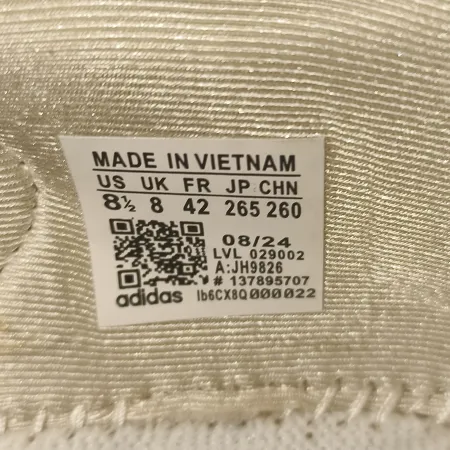 MADE IN VIETNAM
US UK FR JP CHN
8½ 8 42 265 260
08/24
LVL 029002
A:JH9826
# 137895707
adidas Ib6CX8Q000022